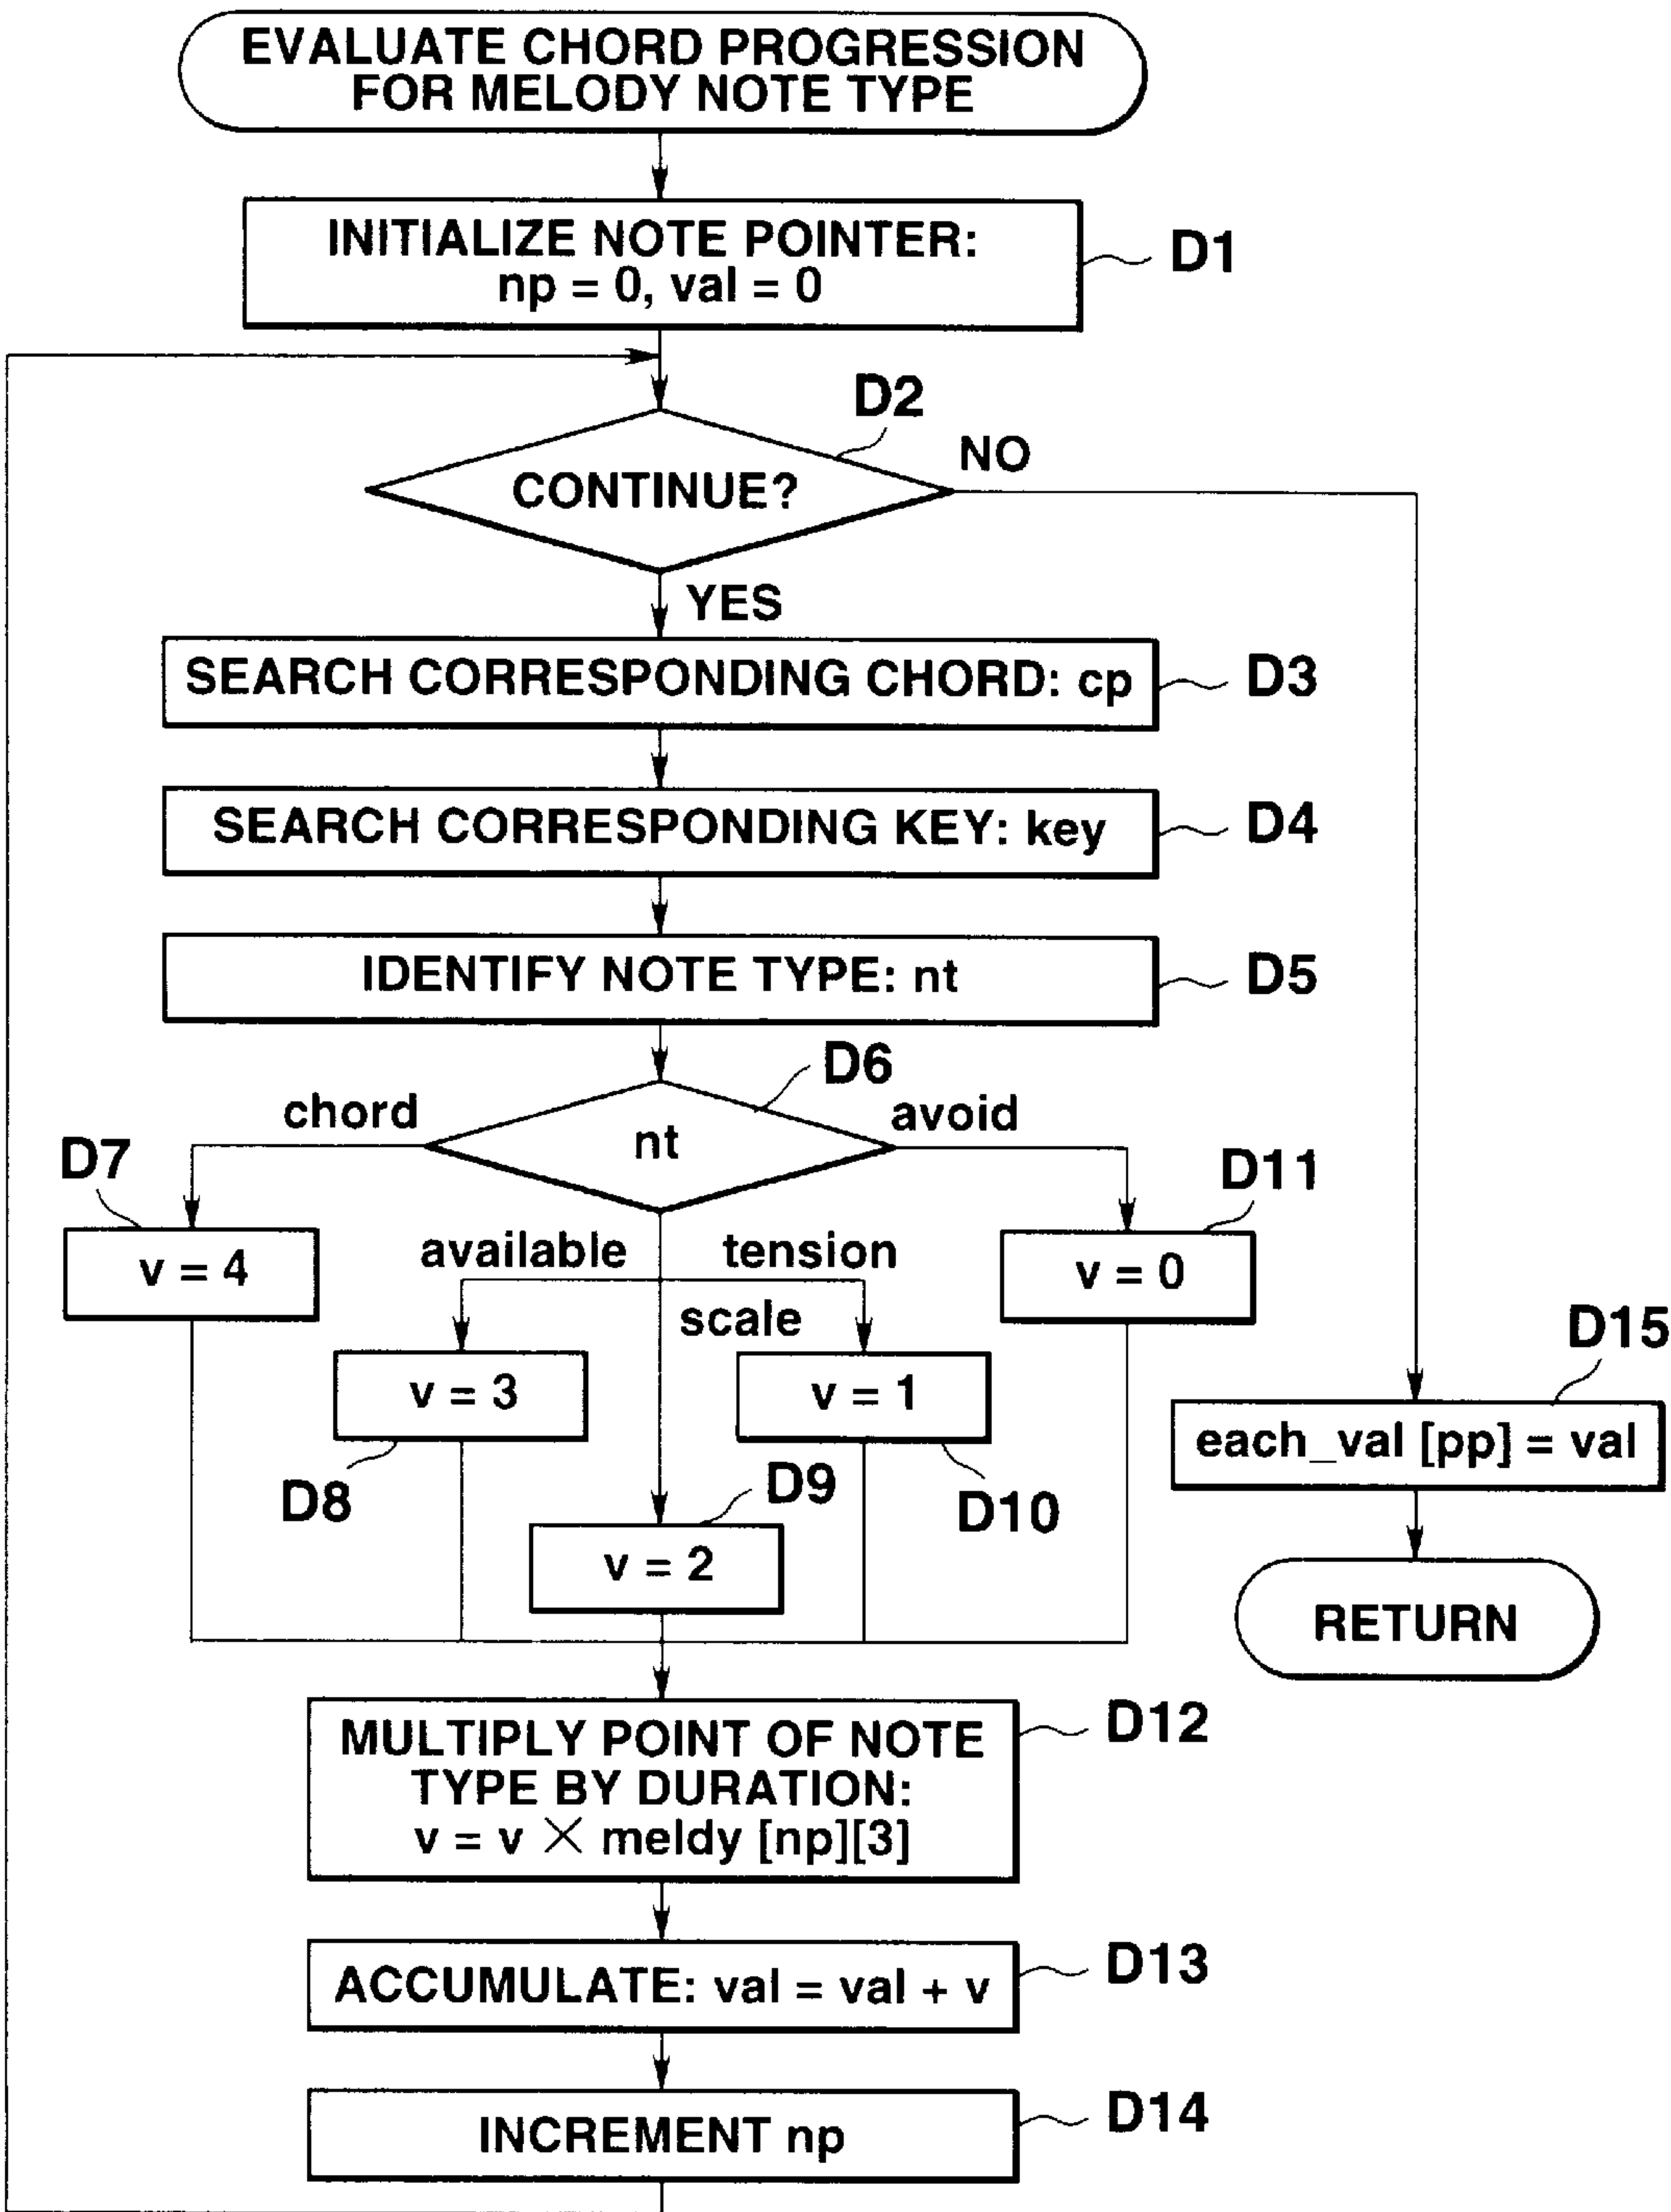 EVALUATE CHORD PROGRESSION
FOR MELODY NOTE TYPE
INITIALIZE NOTE POINTER:
np = 0, val = 0
D1
D2
CONTINUE?
NO
YES
SEARCH CORRESPONDING CHORD: cp
D3
SEARCH CORRESPONDING KEY: key
D4
IDENTIFY NOTE TYPE: nt
D5
D6
chord
nt
avoid
D7
D11
v = 4
available
tension
v = 0
scale
D15
v = 3
v = 1
each_val [pp] = val
D8
D9
D10
v = 2
RETURN
MULTIPLY POINT OF NOTE
TYPE BY DURATION:
v = v × meldy [np][3]
D12
ACCUMULATE: val = val + v
D13
INCREMENT np
D14